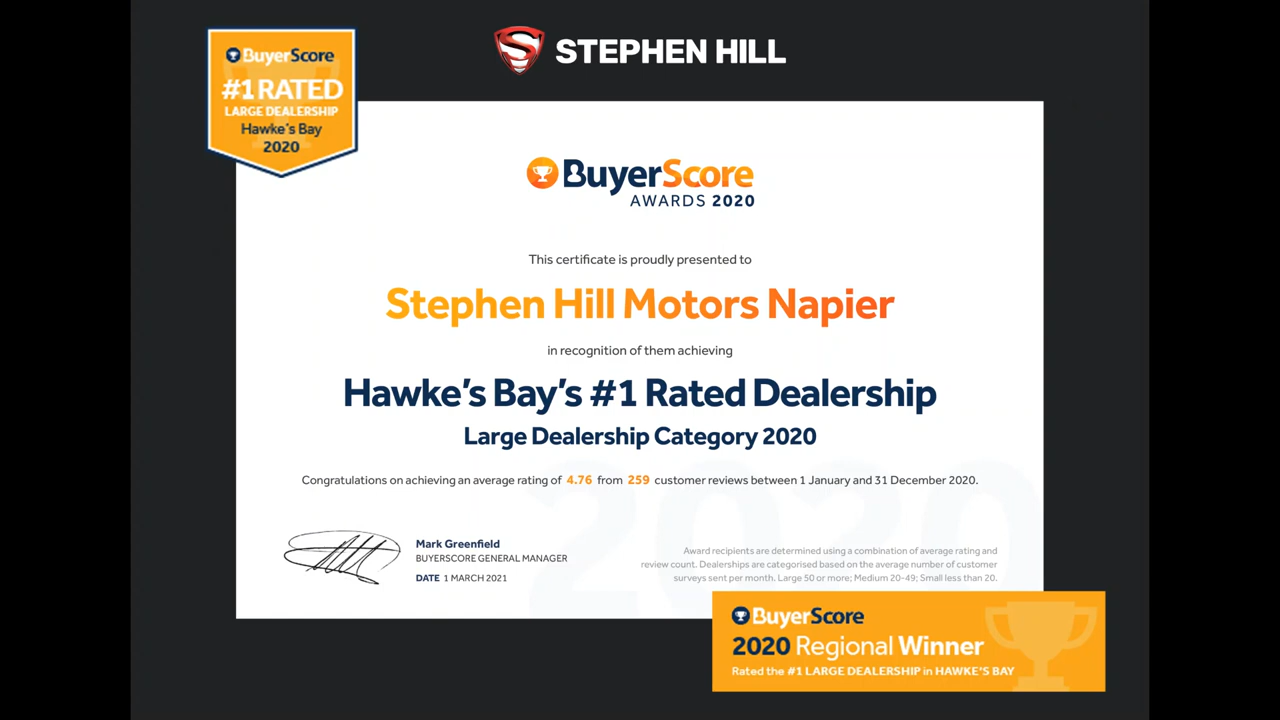 BuyerScore
#1 RATED
LARGE DEALERSHIP
Hawke's Bay
2020
STEPHEN HILL
BuyerScore
AWARDS 2020
This certificate is proudly presented to
Stephen Hill Motors Napier
in recognition of them achieving
Hawke's Bay's #1 Rated Dealership
Large Dealership Category 2020
Congratulations on achieving an average rating of 4.76 from 259 customer reviews between 1 January and 31 December 2020.
2020
Mark Greenfield
BUYERSCORE GENERAL MANAGER
DATE 1 MARCH 2021
Award recipients are determined using a combination of average rating and
review count. Dealerships are categorised based on the average number of customer
surveys sent per month. Large 50 or more; Medium 20-49; Small less than 20.
BuyerScore
2020 Regional Winner
Rated the #1 LARGE DEALERSHIP in HAWKE'S BAY